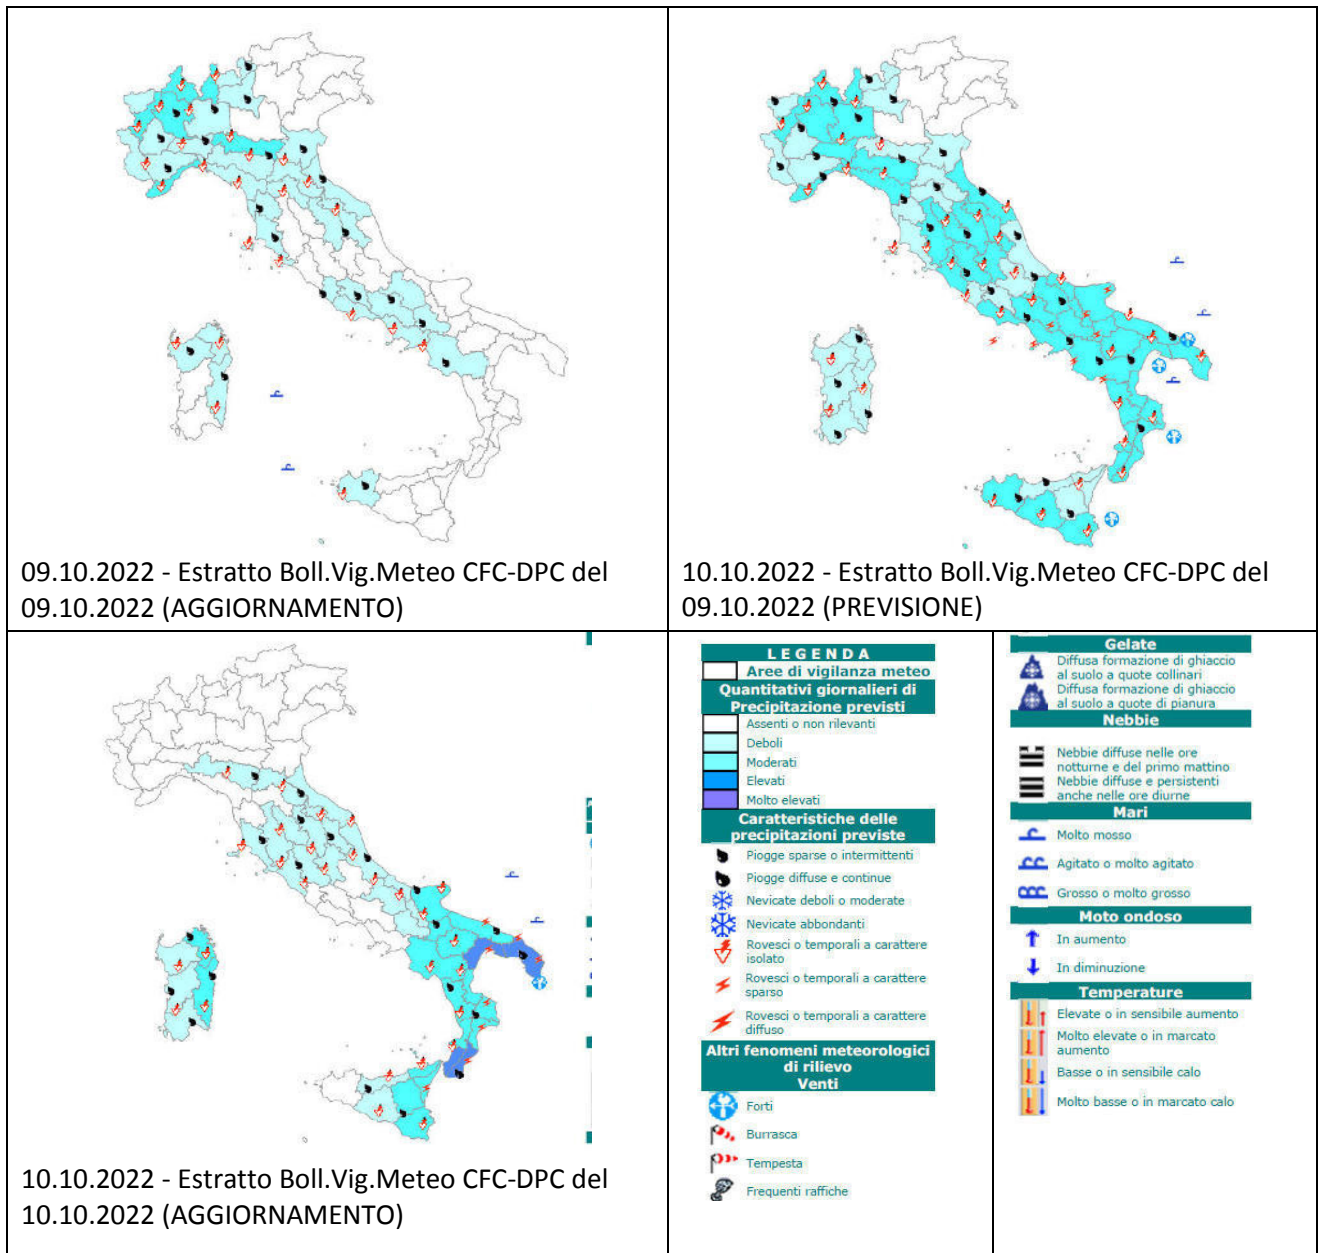 09.10.2022 - Estratto Boll.Vig.Meteo CFC-DPC del
09.10.2022 (AGGIORNAMENTO)
10.10.2022 - Estratto Boll.Vig.Meteo CFC-DPC del
09.10.2022 (PREVISIONE)
10.10.2022 - Estratto Boll.Vig.Meteo CFC-DPC del
10.10.2022 (AGGIORNAMENTO)
LEGENDA
Aree di vigilanza meteo
Quantitativi giornalieri di
Precipitazione previsti
Assenti o non rilevanti
Deboli
Moderati
Elevati
Molto elevati
Caratteristiche delle
precipitazioni previste
Piogge sparse o intermittenti
Piogge diffuse e continue
Nevicate deboli o moderate
Nevicate abbondanti
Rovesci o temporali a carattere
isolato
Rovesci o temporali a carattere
sparso
Rovesci o temporali a carattere
diffuso
Altri fenomeni meteorologici
di rilievo
Venti
Forti
Burrasca
Tempesta
Frequenti raffiche
Gelate
Diffusa formazione di ghiaccio
al suolo a quote collinari
Diffusa formazione di ghiaccio
al suolo a quote di pianura
Nebbie
Nebbie diffuse nelle ore
notturne e del primo mattino
Nebbie diffuse e persistenti
anche nelle ore diurne
Mari
Molto mosso
Agitato o molto agitato
Grosso o molto grosso
Moto ondoso
In aumento
In diminuzione
Temperature
Elevate o in sensibile aumento
Molto elevate o in marcato
aumento
Basse o in sensibile calo
Molto basse o in marcato calo